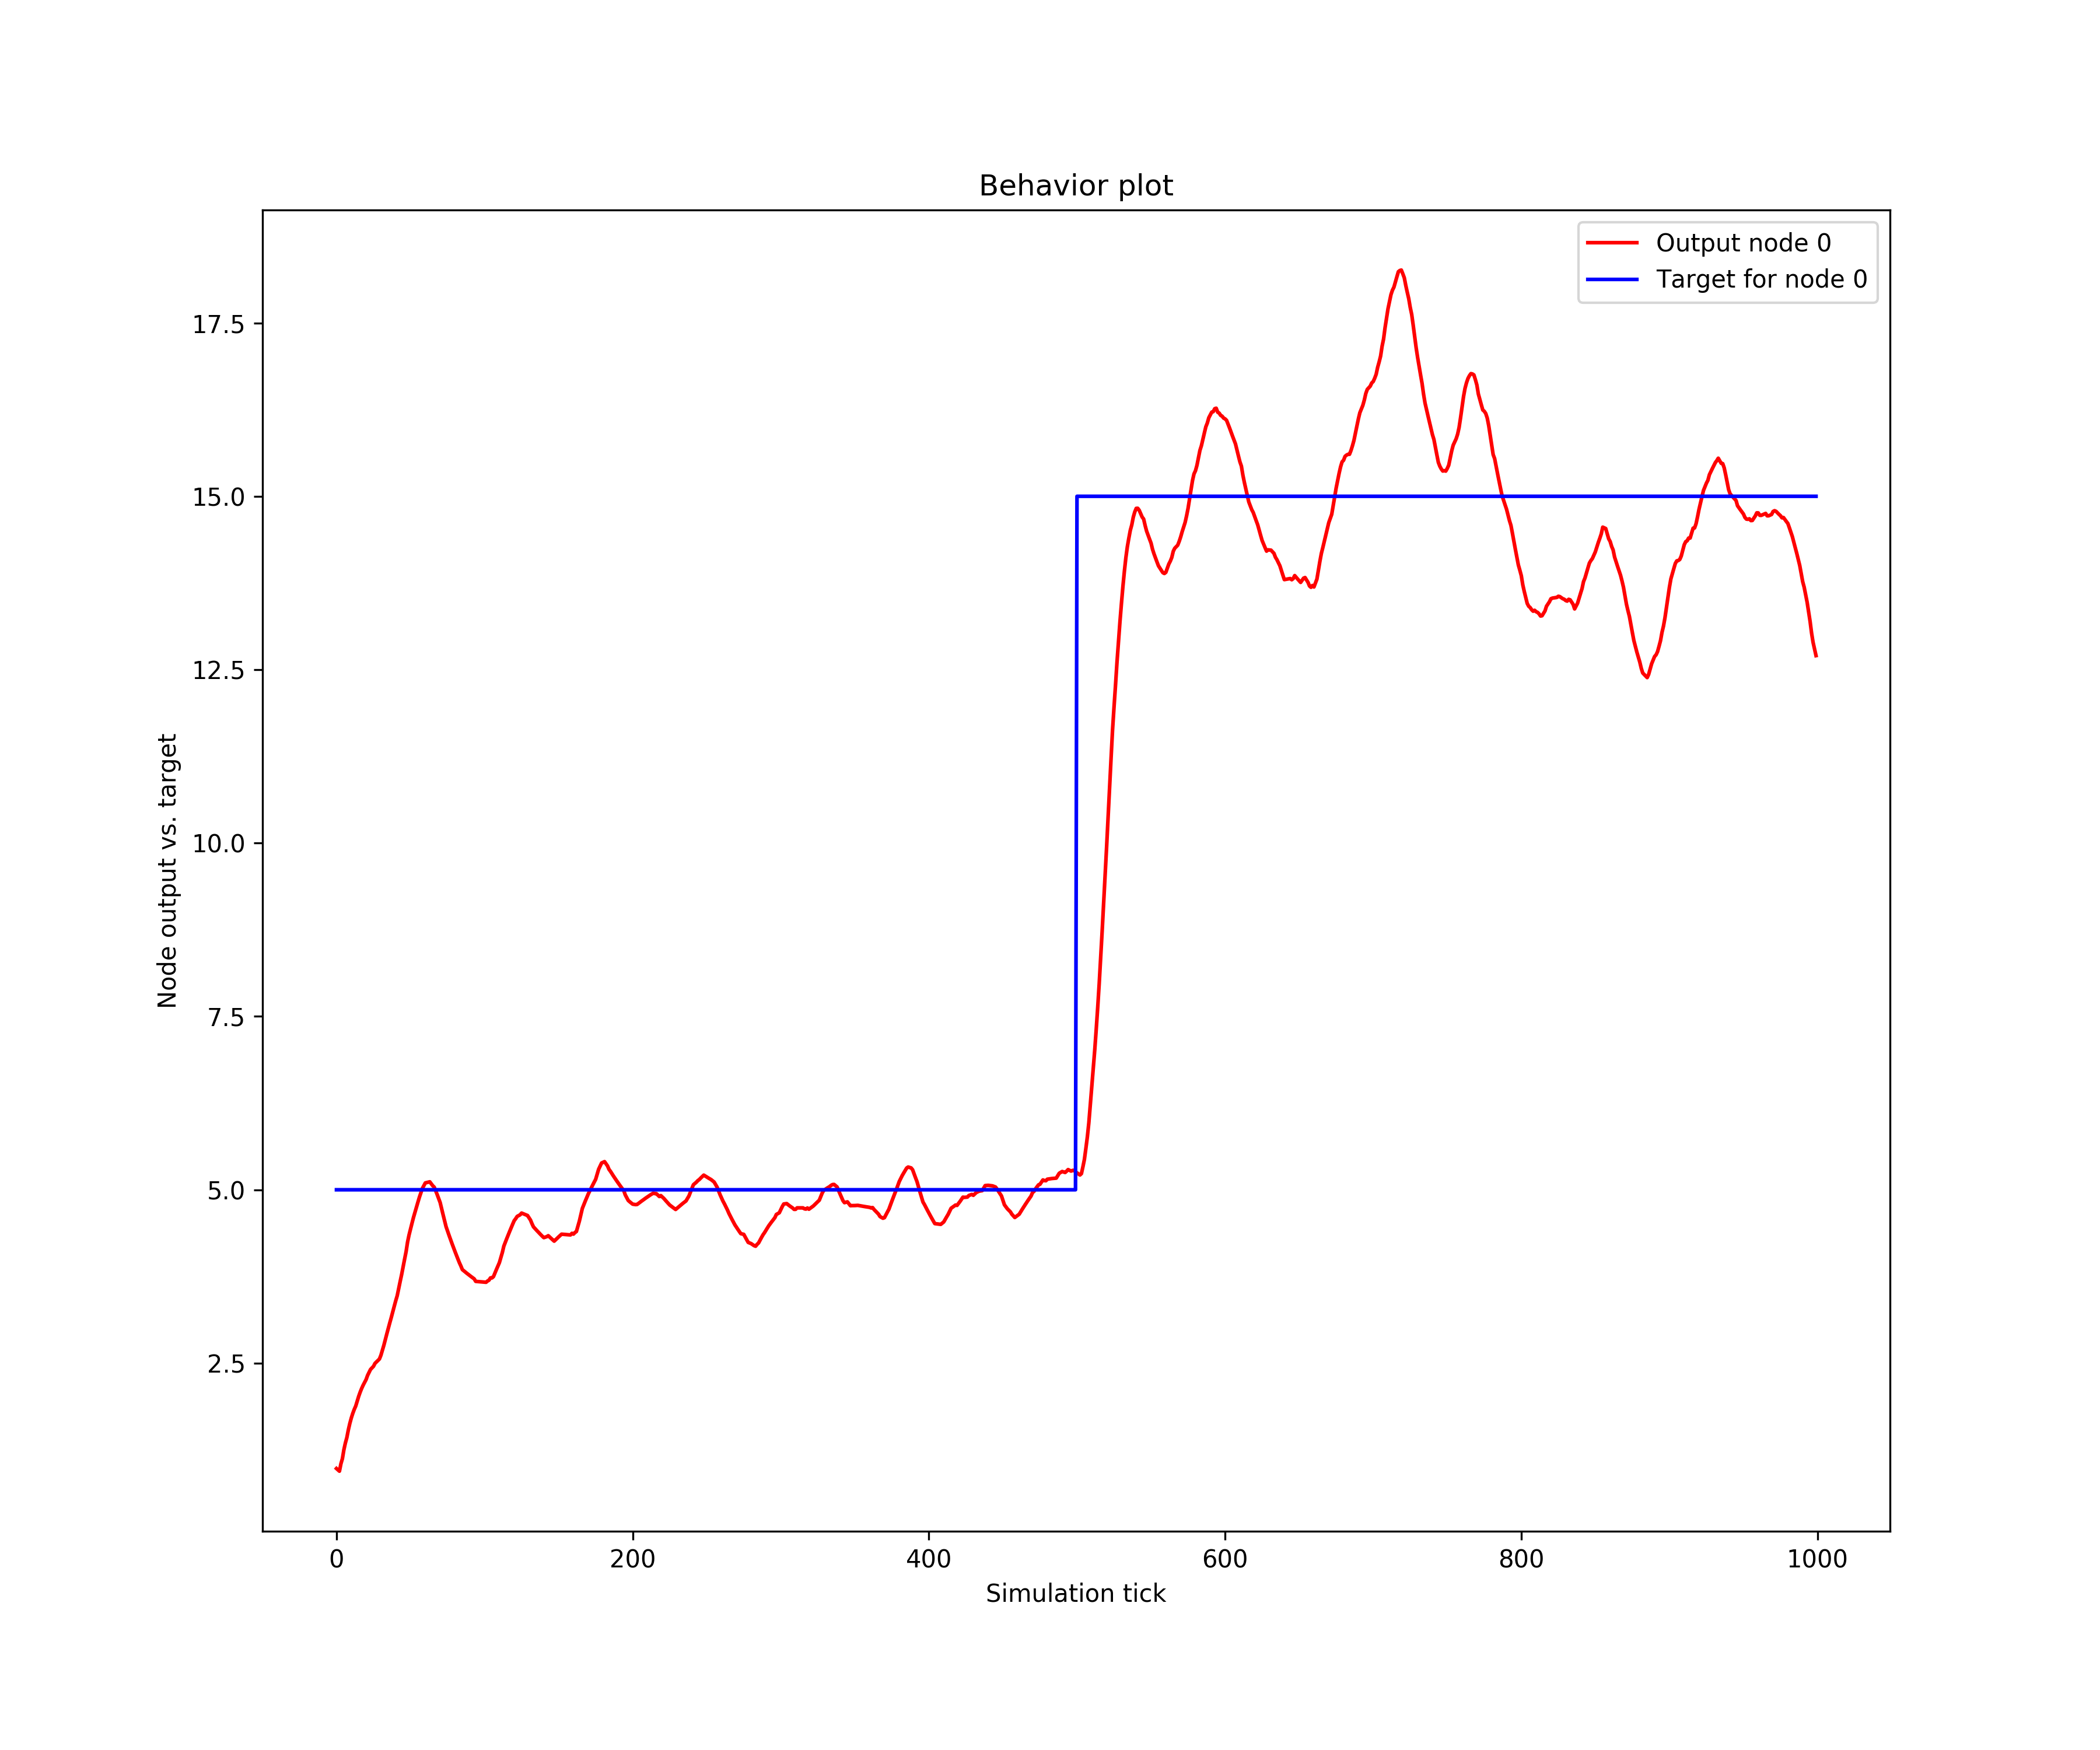 Behavior plot
Output node 0
Target for node 0
17.5
15.0
12.5
10.0
7.5
5.0
2.5
Node output vs. target
0 200 400 600 800 1000
Simulation tick